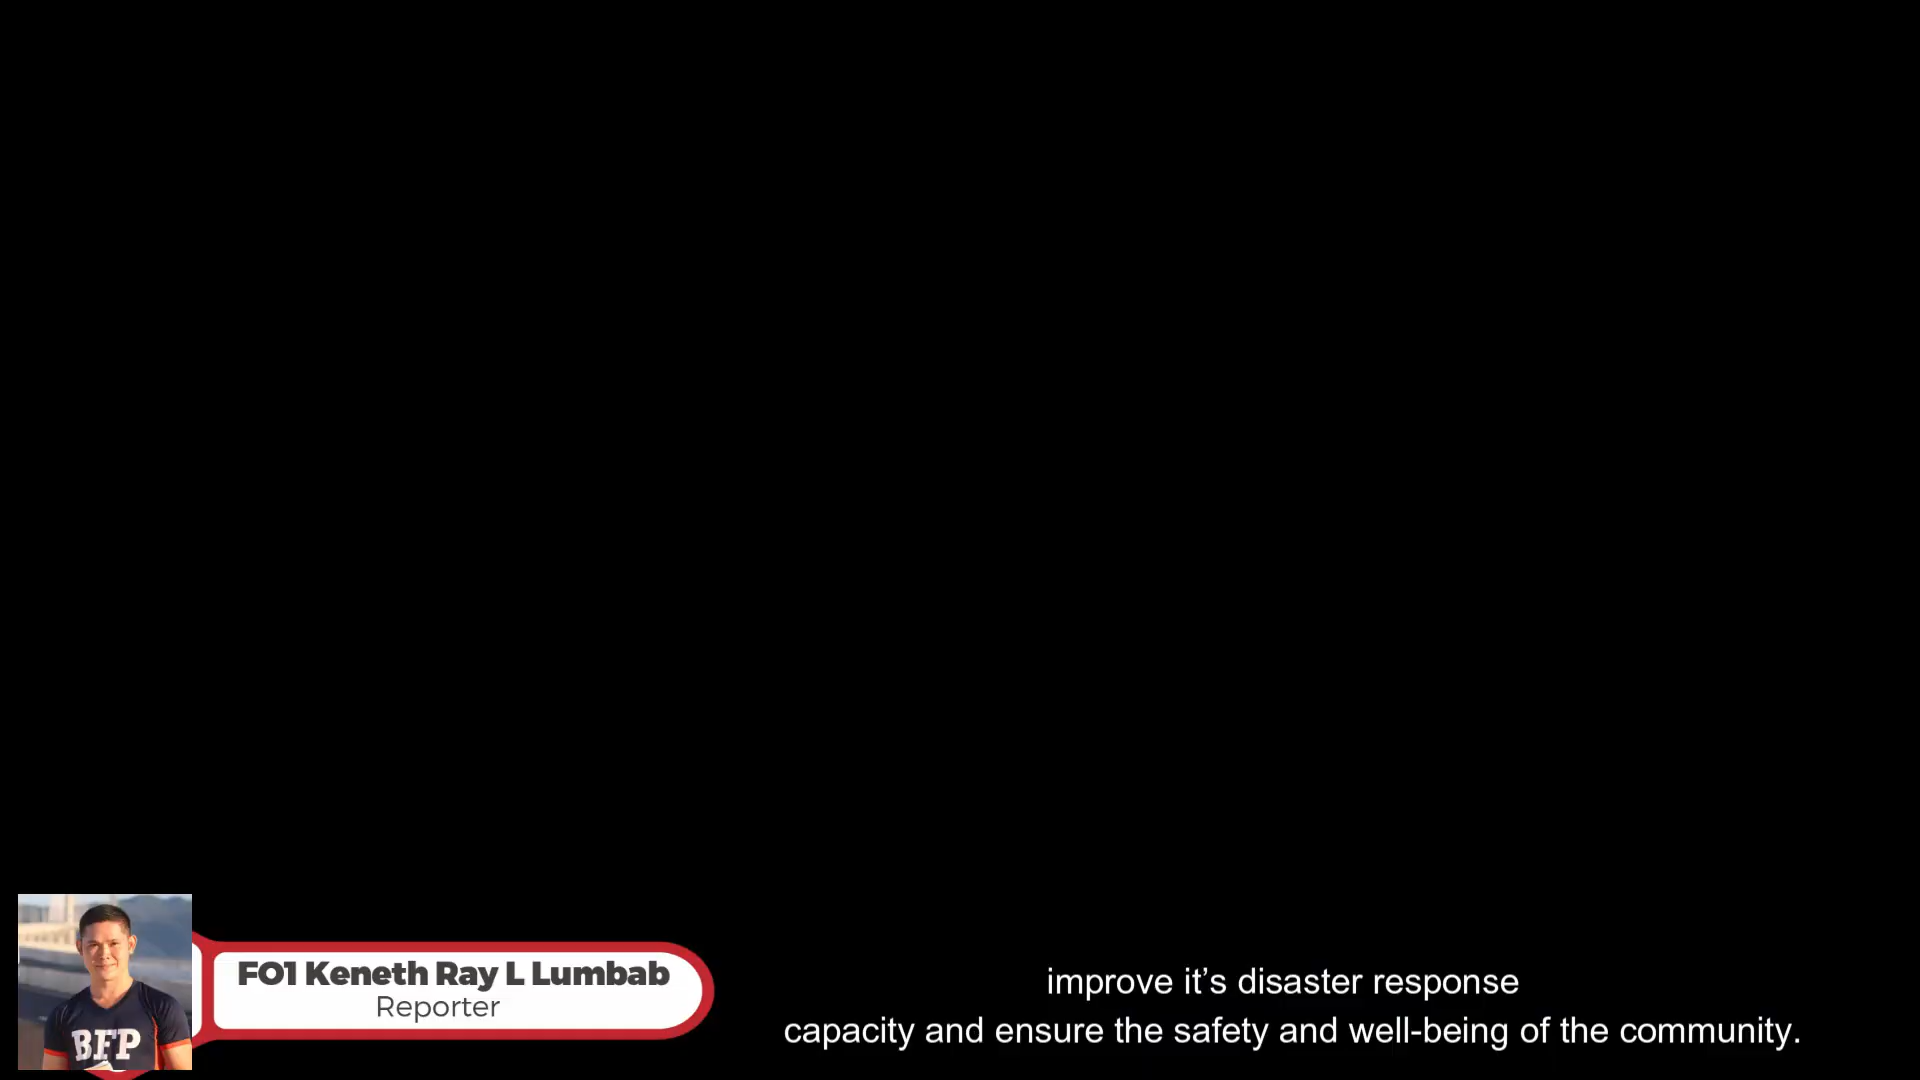 FO1 Keneth Ray L Lumbab
Reporter
improve it’s disaster response
capacity and ensure the safety and well-being of the community.
BFP